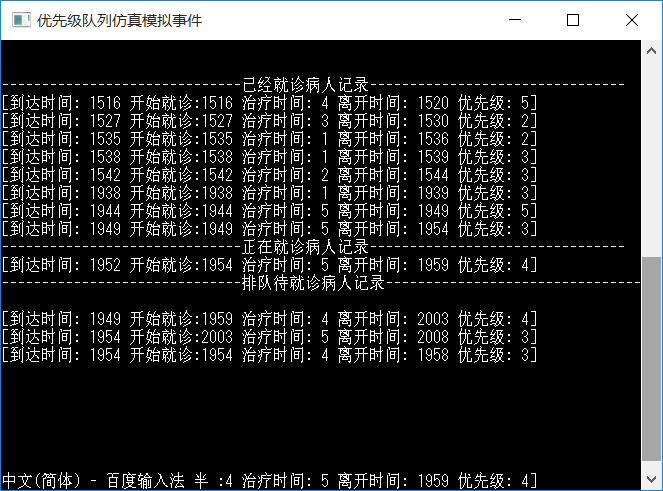 优先级队列仿真模拟事件
------------------------------已经就诊病人记录--------------------------------
[到达时间: 1516 开始就诊:1516 治疗时间: 4 离开时间: 1520 优先级: 5]
[到达时间: 1527 开始就诊:1527 治疗时间: 3 离开时间: 1530 优先级: 2]
[到达时间: 1535 开始就诊:1535 治疗时间: 1 离开时间: 1536 优先级: 2]
[到达时间: 1538 开始就诊:1538 治疗时间: 1 离开时间: 1539 优先级: 3]
[到达时间: 1542 开始就诊:1542 治疗时间: 2 离开时间: 1544 优先级: 3]
[到达时间: 1938 开始就诊:1938 治疗时间: 1 离开时间: 1939 优先级: 3]
[到达时间: 1944 开始就诊:1944 治疗时间: 5 离开时间: 1949 优先级: 5]
[到达时间: 1949 开始就诊:1949 治疗时间: 5 离开时间: 1954 优先级: 3]
------------------------------正在就诊病人记录--------------------------------
[到达时间: 1952 开始就诊:1954 治疗时间: 5 离开时间: 1959 优先级: 4]
------------------------------排队待就诊病人记录--------------------------------
[到达时间: 1949 开始就诊:1959 治疗时间: 4 离开时间: 2003 优先级: 4]
[到达时间: 1954 开始就诊:2003 治疗时间: 5 离开时间: 2008 优先级: 3]
[到达时间: 1954 开始就诊:1954 治疗时间: 4 离开时间: 1958 优先级: 3]
中文(简体) - 百度输入法 半 :4 治疗时间: 5 离开时间: 1959 优先级: 4]